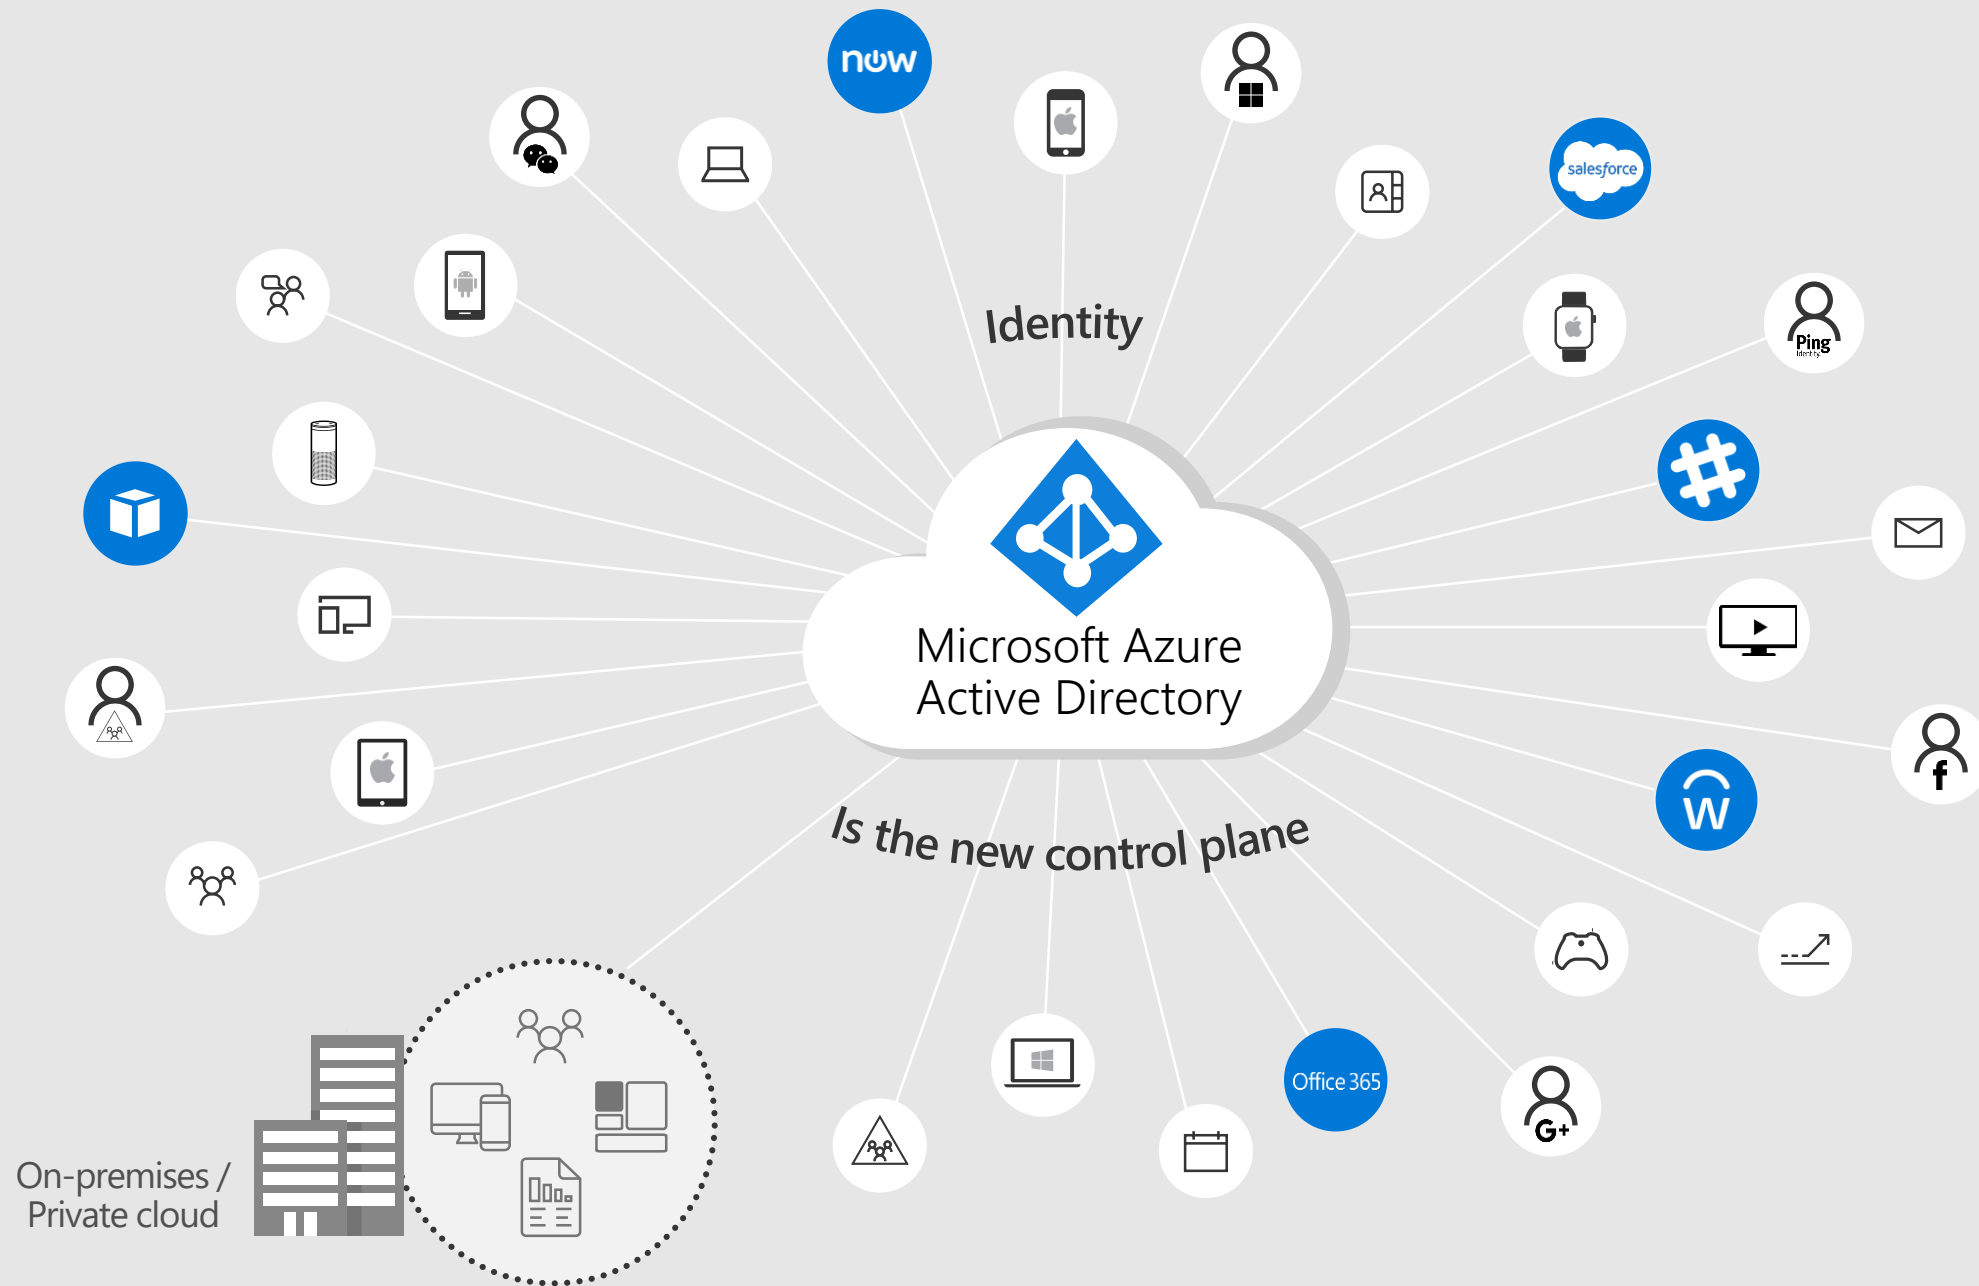 now
salesforce
Identity
Ping
Identity.
Microsoft Azure
Active Directory
f
W
Is the new control plane
Office 365
G+
On-premises /
Private cloud